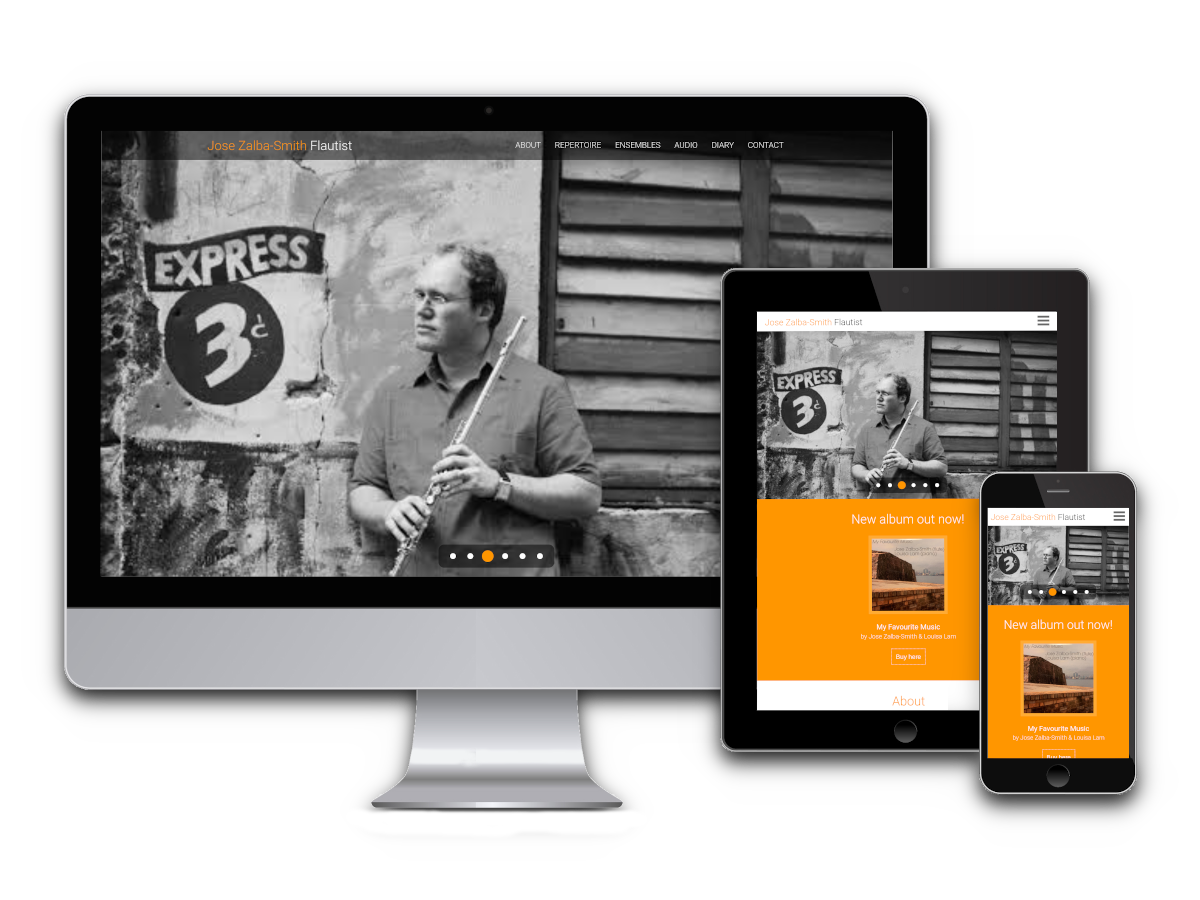 Jose Zalba-Smith Flautist
ABOUT REPERTOIRE ENSEMBLES AUDIO DIARY CONTACT
EXPRESS
3¢
Jose Zalba-Smith Flautist
EXPRESS
3¢
New album out now!
My Favourite Music
by Jose Zalba-Smith & Louisa Lam
Buy here
About
Jose Zalba-Smith Flautist
EXPRESS
3¢
New album out now!
My Favourite Music
by Jose Zalba-Smith & Louisa Lam
Buy here